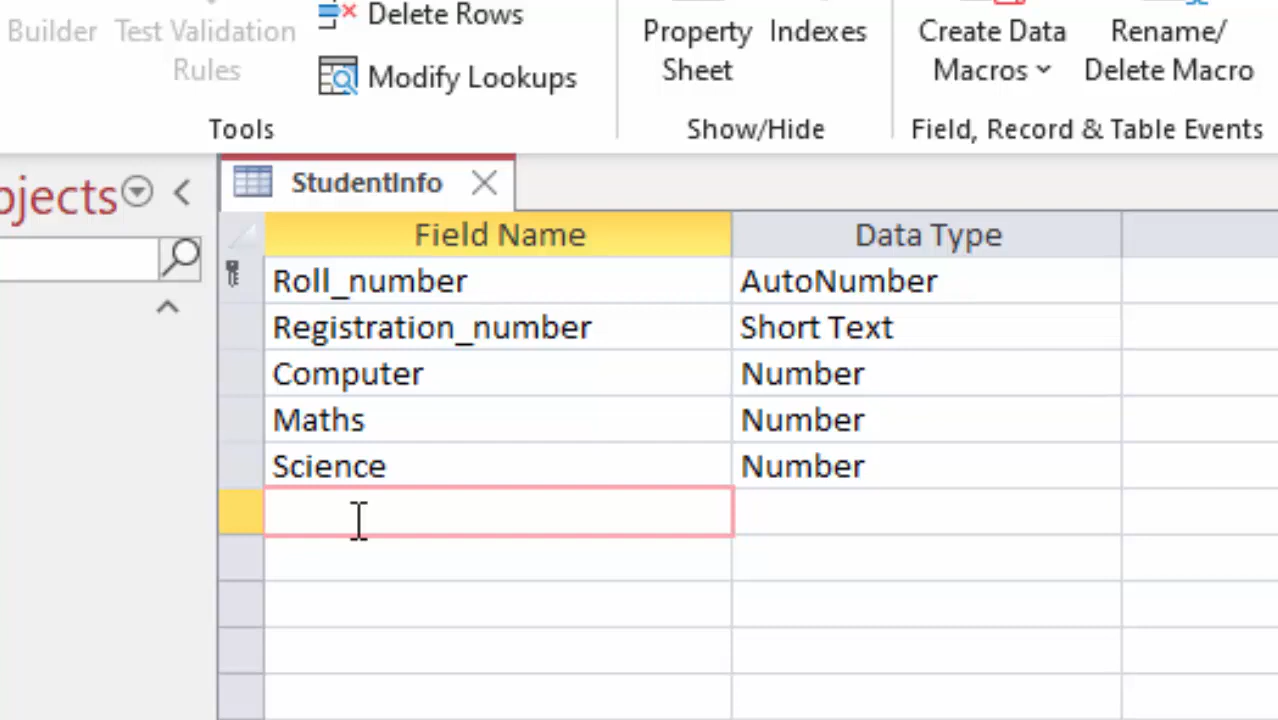 Delete Rows
Builder Test Validation Rules
Modify Lookups
Property Sheet
Indexes
Create Data Macros
Rename/ Delete Macro
Tools
Show/Hide
Field, Record & Table Events
bjects
StudentInfo
Field Name Data Type
Roll_number AutoNumber
Registration_number Short Text
Computer Number
Maths Number
Science Number